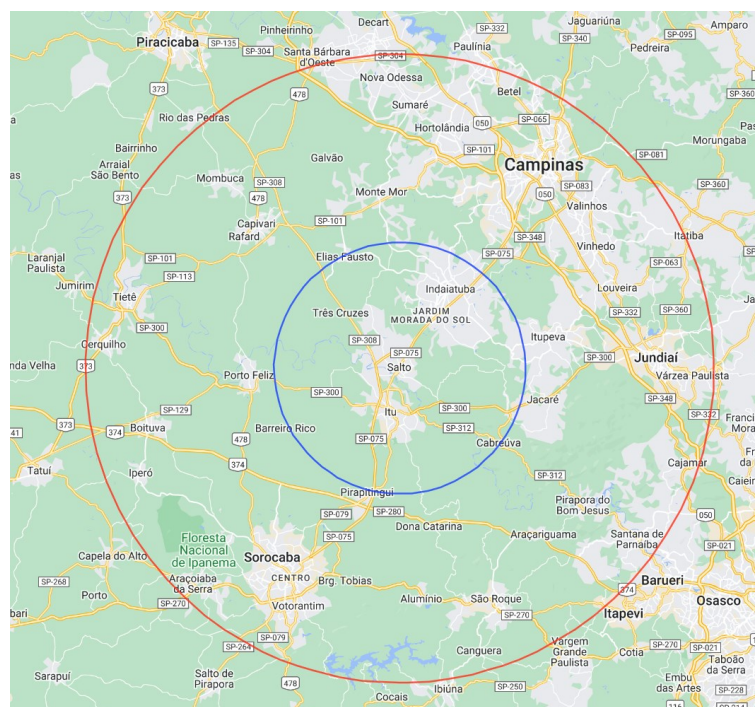 Decart
Pinheirinho
SP-332
Jaguariúna
Amparo
Piracicaba
SP-135
SP-304
Santa Bárbara
d'Oeste
SP-304
Paulínia
SP-340
SP-095
Pedreira
Nova Odessa
373
478
Betel
SP-360
Sumaré
Rio das Pedras
Hortolândia
050
SP-065
Morungaba
Bairrinho
SP-101
Galvão
SP-081
Arraial
São Bento
Campinas
Mombuca
SP-308
SP-360
373
478
Monte Mor
050
SP-083
Valinhos
Capivari
SP-101
Rafard
SP-348
Itatiba
Vinhedo
Laranjal
Paulista
SP-101
Elias Fausto
SP-075
SP-063
SP-113
Jumirim
Indaiatuba
Louveira
Tietê
Três Cruzes
JARDIM
MORADA DO SOL
SP-332
SP-360
SP-300
Itupeva
Cerquilho
SP-308
SP-075
SP-300
Jundiaí
nda Velha
373
Salto
Porto Feliz
Várzea Paulista
SP-300
Jacaré
SP-348
SP-129
Itu
SP-300
SP-332
373
Boituva
Barreiro Rico
SP-312
41
374
478
SP-075
Cabreúva
Tatuí
374
Cajamar
Iperó
SP-312
Pirapitingui
Pirapora do
Bom Jesus
SP-079
SP-280
050
Dona Catarina
Floresta
Nacional
de Ipanema
SP-075
Araçariguama
Santana de
Parnaíba
SP-021
Capela do Alto
Sorocaba
SP-268
Araçoiaba
da Serra
CENTRO
Brg. Tobias
374
Barueri
Osasco
Porto
SP-270
Alumínio
São Roque
Votorantim
SP-270
Itapevi
bari
SP-079
SP-264
Vargem
Grande
Paulista
SP-270
SP-021
Canguera
Cotia
Taboão
da Serra
Sarapuí
Salto de
Pirapora
478
Ibiúna
SP-250
Embu
das Artes
Cocais
SP-228
116